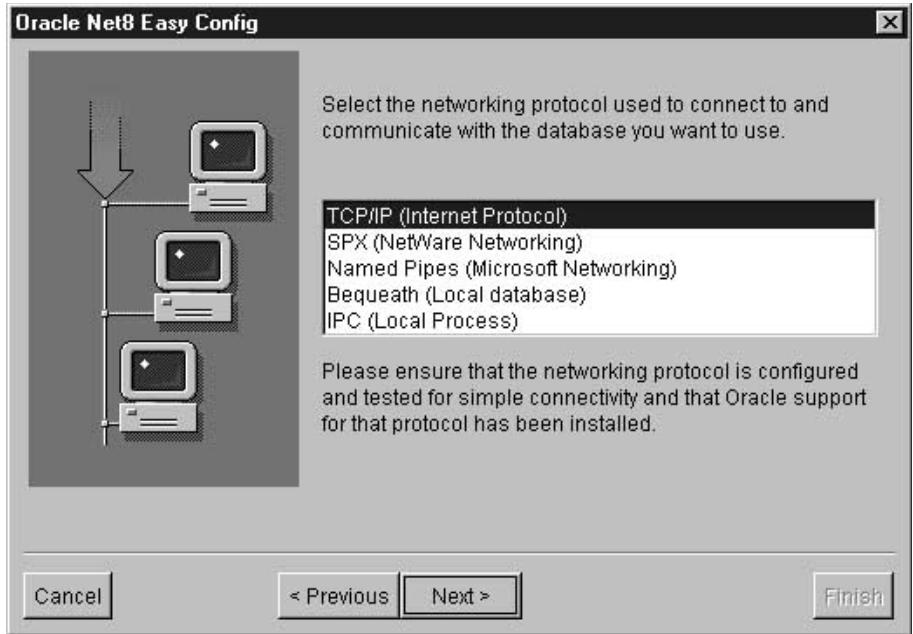 Oracle Net8 Easy Config
Select the networking protocol used to connect to and
communicate with the database you want to use.
TCP/IP (Internet Protocol)
SPX (NetWare Networking)
Named Pipes (Microsoft Networking)
Bequeath (Local database)
IPC (Local Process)
Please ensure that the networking protocol is configured
and tested for simple connectivity and that Oracle support
for that protocol has been installed.
Cancel
< Previous
Next >
Finish